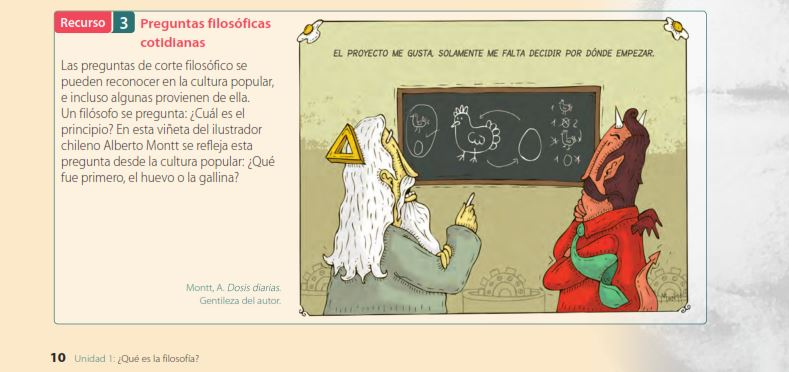 Recurso 3 Preguntas filosóficas
cotidianas
Las preguntas de corte filosófico se
pueden reconocer en la cultura popular,
e incluso algunas provienen de ella.
Un filósofo se pregunta: ¿Cuál es el
principio? En esta viñeta del ilustrador
chileno Alberto Montt se refleja esta
pregunta desde la cultura popular: ¿Qué
fue primero, el huevo o la gallina?
Montt, A. Dosis diarias.
Gentileza del autor.
EL PROYECTO ME GUSTA. SOLAMENTE ME FALTA DECIDIR POR DÓNDE EMPEZAR.
Montt
10 Unidad 1: ¿Qué es la filosofía?